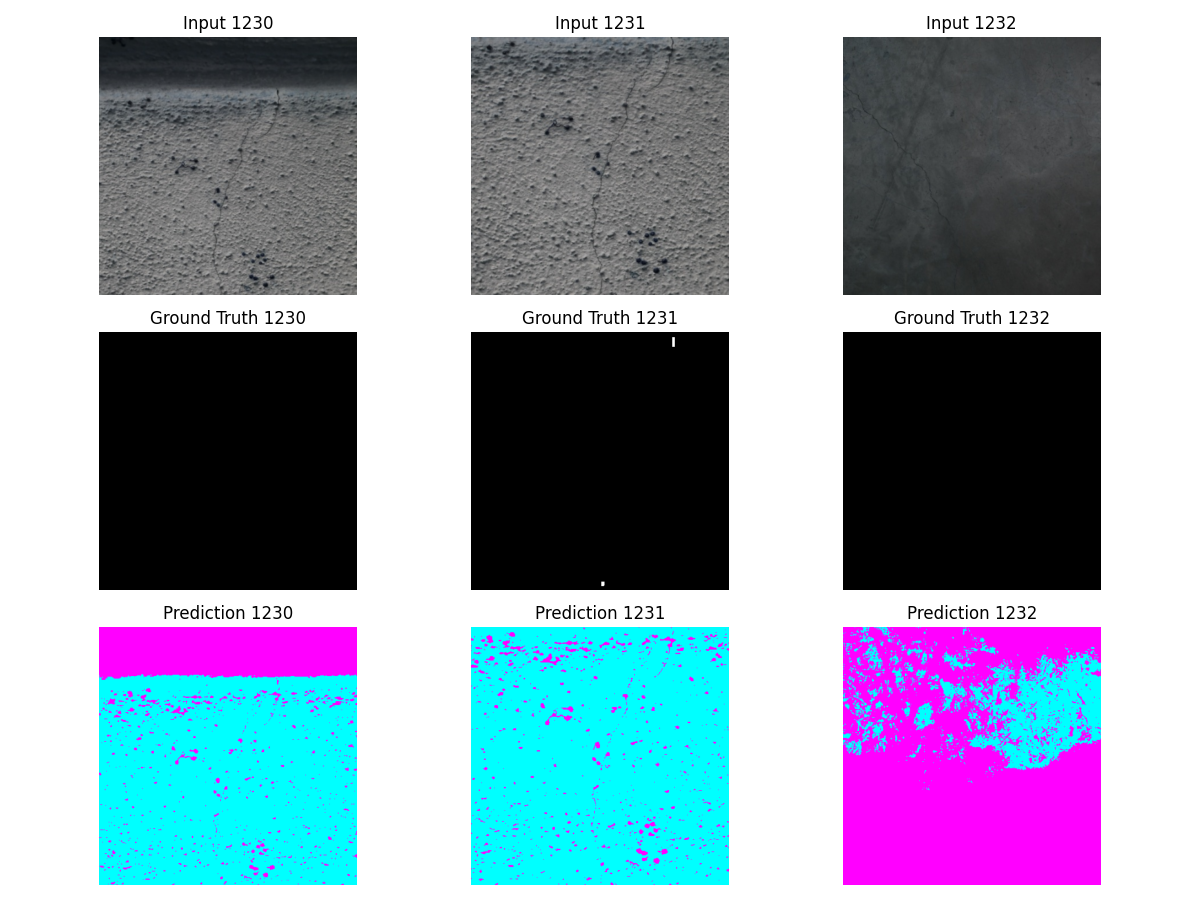 Input 1230
Input 1231
Input 1232
Ground Truth 1230
Ground Truth 1231
Ground Truth 1232
Prediction 1230
Prediction 1231
Prediction 1232